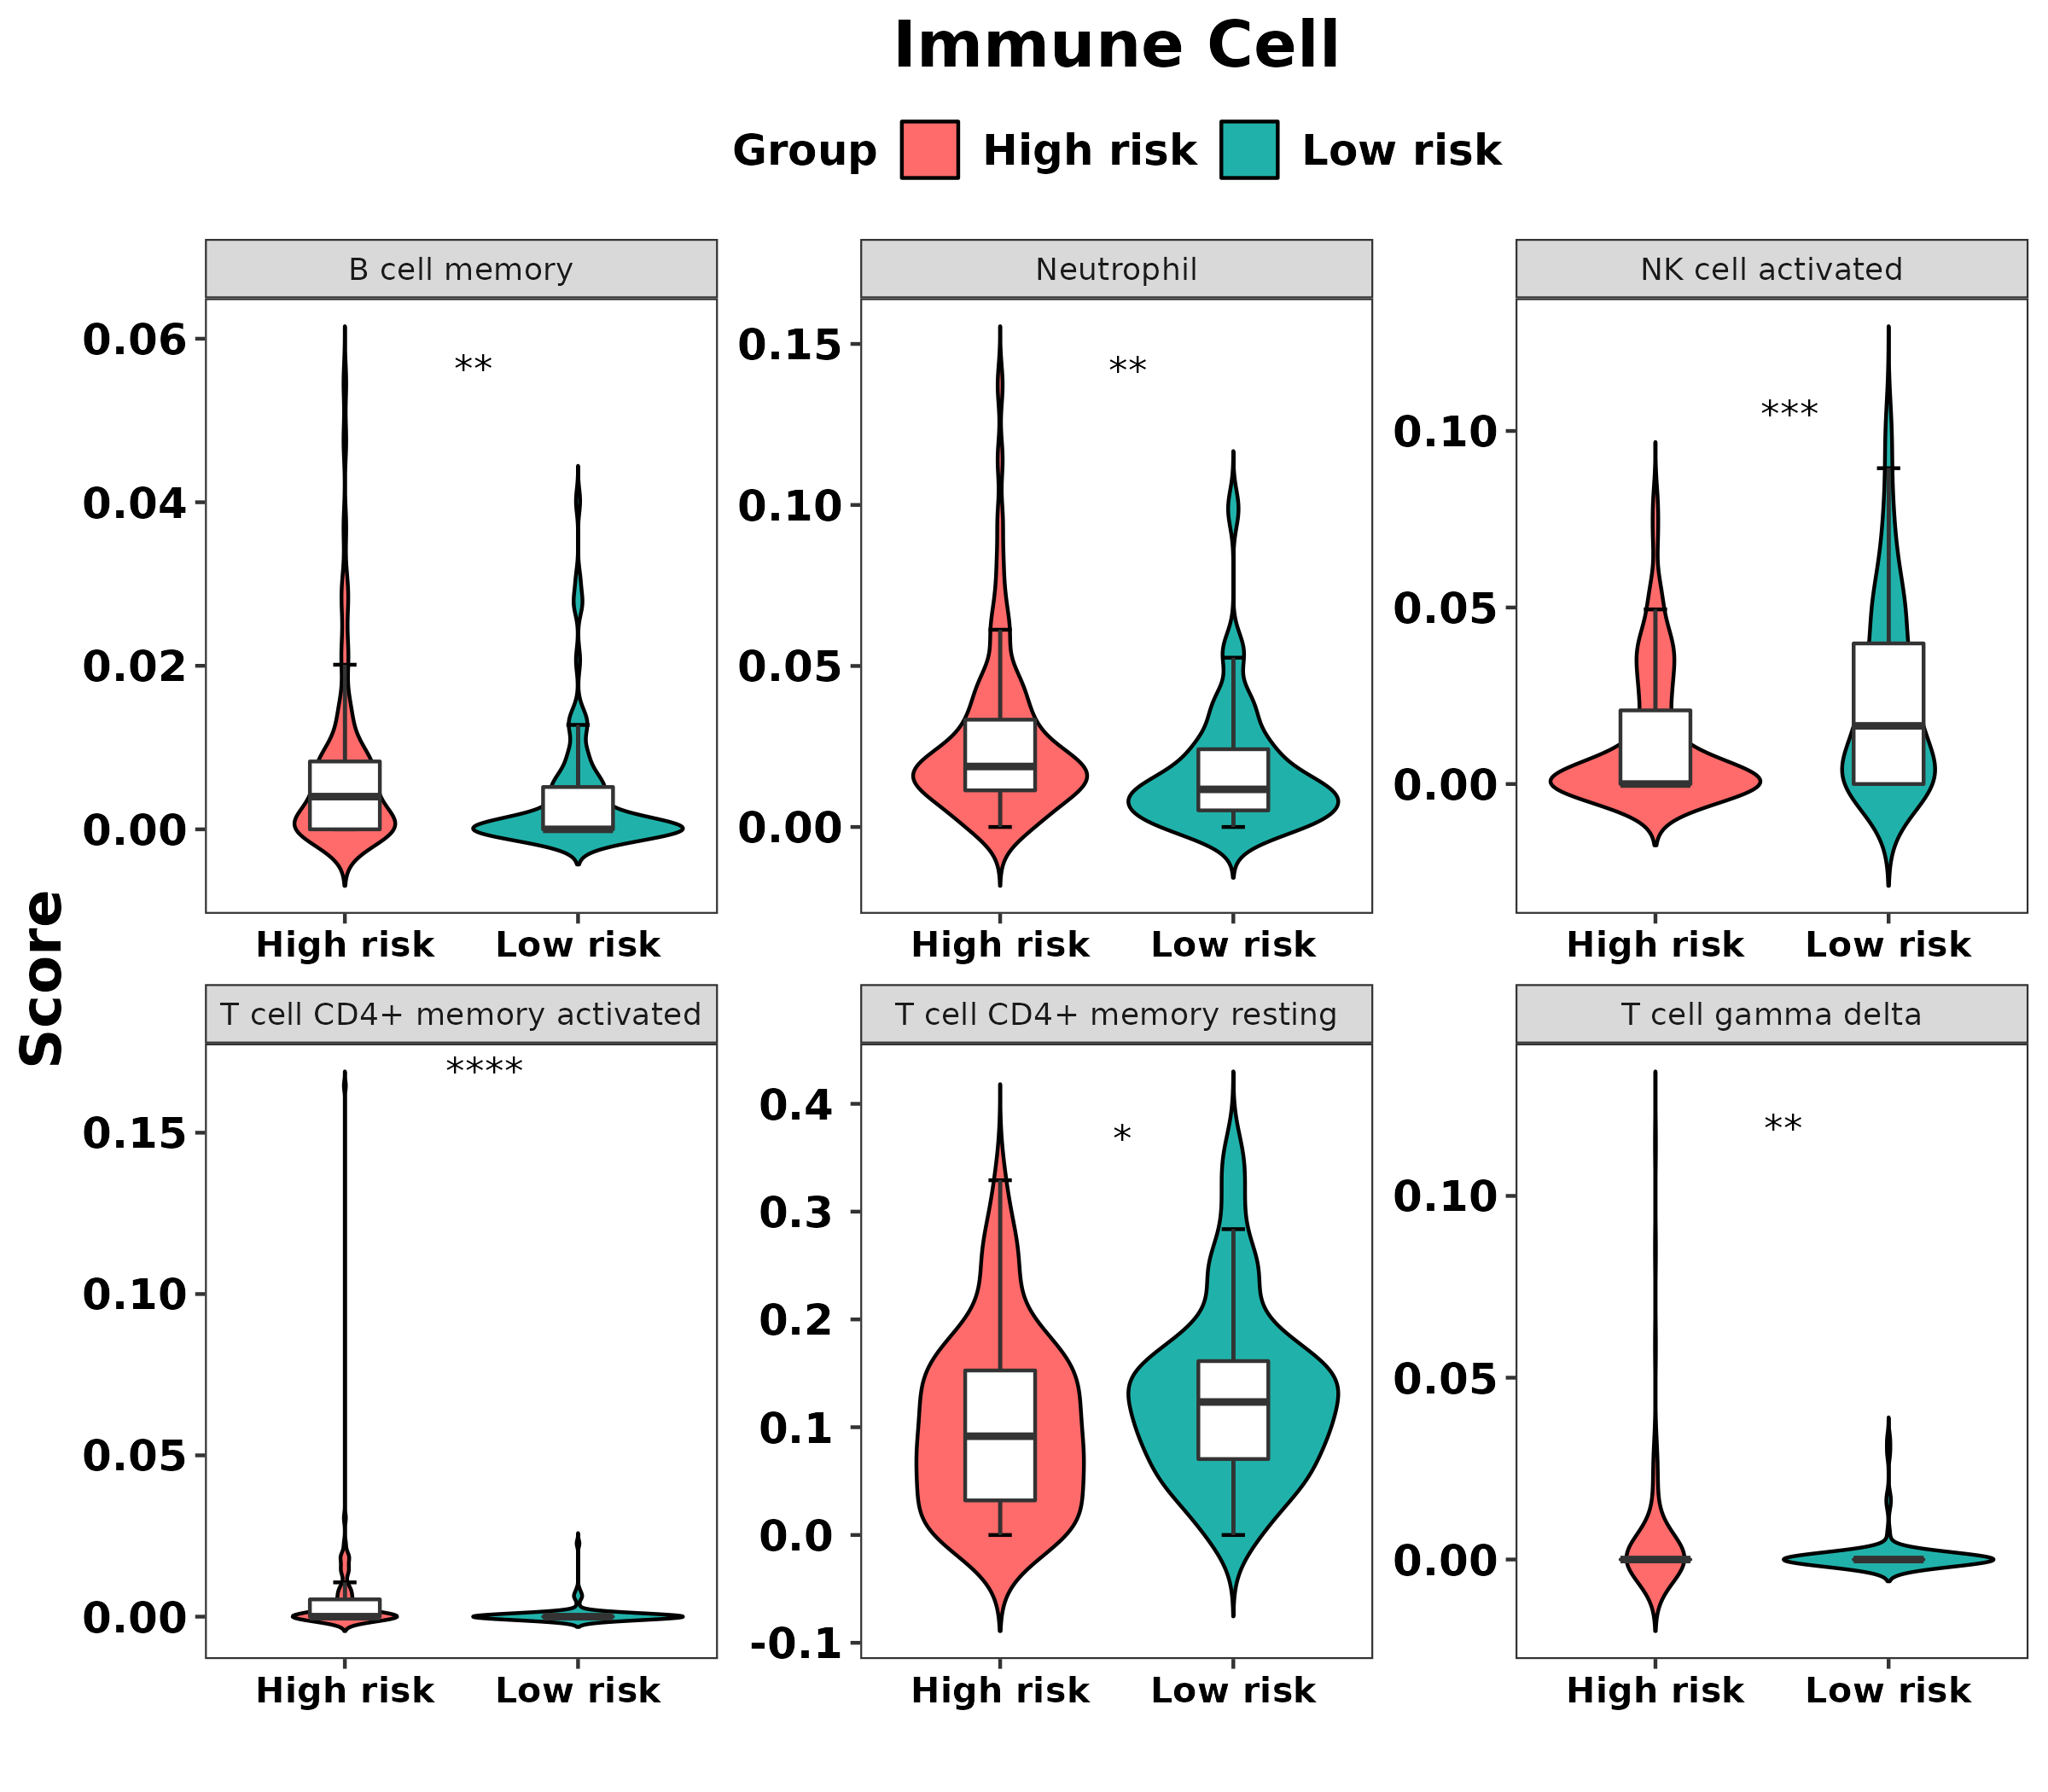 Immune Cell
Group High risk Low risk
B cell memory
Neutrophil
NK cell activated
0.06
0.04
0.02
0.00
**
High risk Low risk
0.15
0.10
0.05
0.00
**
High risk Low risk
0.10
0.05
0.00
***
High risk Low risk
Score
T cell CD4+ memory activated
T cell CD4+ memory resting
T cell gamma delta
0.15
0.10
0.05
0.00
****
High risk Low risk
0.4
0.3
0.2
0.1
0.0
-0.1
*
High risk Low risk
0.10
0.05
0.00
**
High risk Low risk